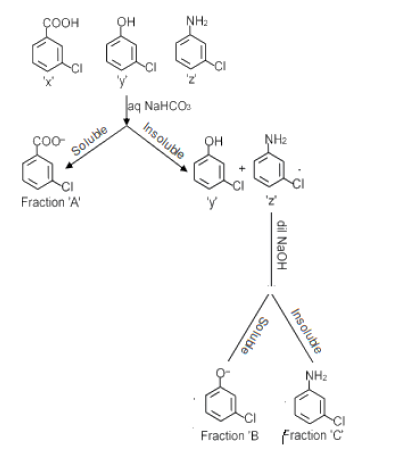 COOH OH NH₂
Cl Cl Cl
'x' 'y' 'z'
aq NaHCO₃
Soluble Insoluble
COO⁻ OH NH₂
+
Cl Cl Cl
Fraction 'A' 'y' 'z'
dil NaOH
Soluble Insoluble
O⁻ NH₂
Cl Cl
Fraction 'B Fraction 'C'